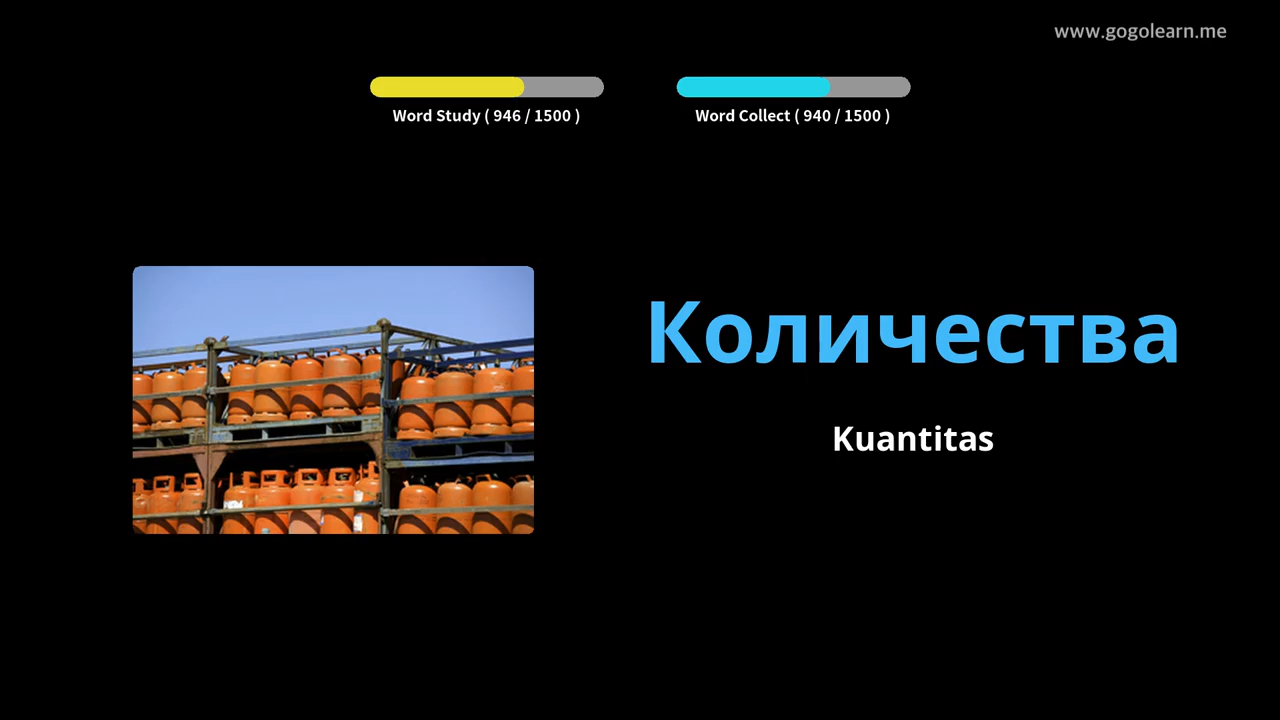 www.gogolearn.me
Word Study ( 946 / 1500 )
Word Collect ( 940 / 1500 )
Количества
Kuantitas